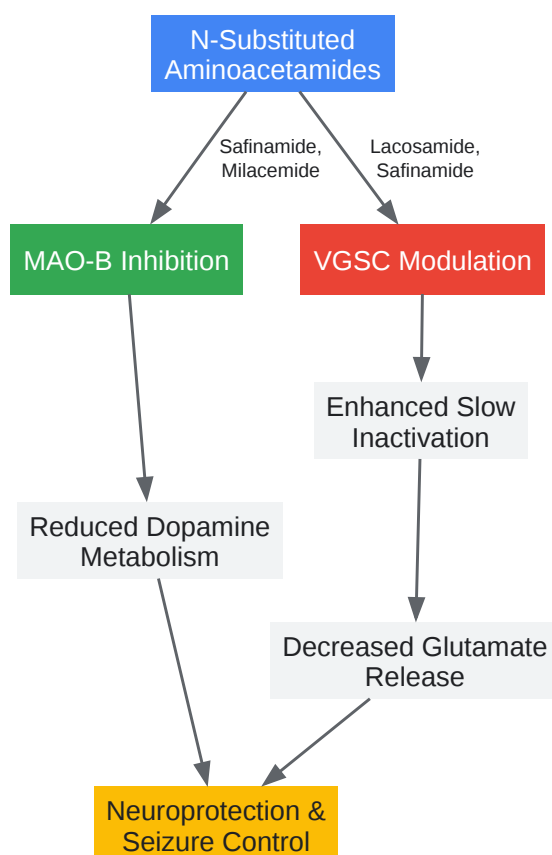 N-Substituted
Aminoacetamides
Safinamide,
Milacemide
Lacosamide,
Safinamide
MAO-B Inhibition
VGSC Modulation
Enhanced Slow
Inactivation
Reduced Dopamine
Metabolism
Decreased Glutamate
Release
Neuroprotection &
Seizure Control